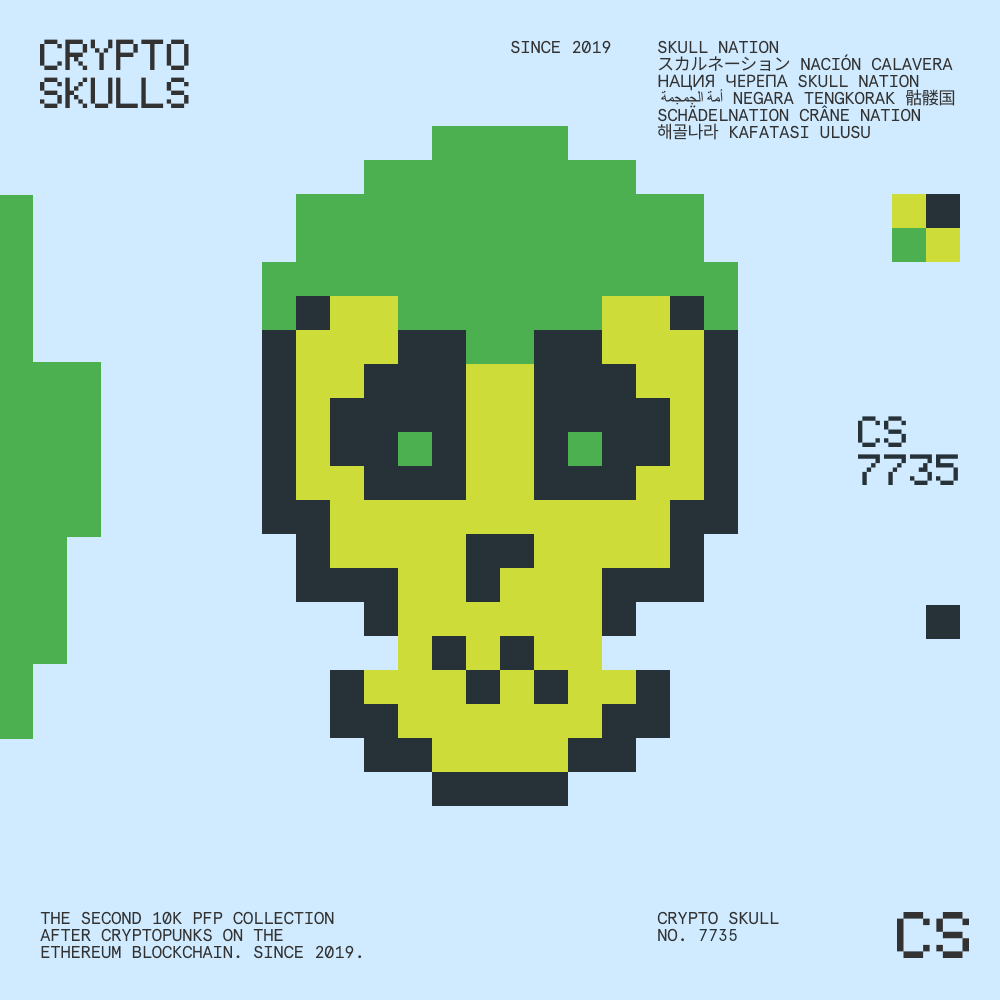 CRYPTO
SKULLS
SINCE 2019
SKULL NATION
スカルネーション NACIÓN CALAVERA
НАЦИЯ ЧЕРЕПА SKULL NATION
أمة الجمجمة NEGARA TENGKORAK 骷髅国
SCHÄDELNATION CRÂNE NATION
해골나라 KAFATASI ULUSU
CS
7735
THE SECOND 10K PFP COLLECTION
AFTER CRYPTOPUNKS ON THE
ETHEREUM BLOCKCHAIN. SINCE 2019.
CRYPTO SKULL
NO. 7735
CS